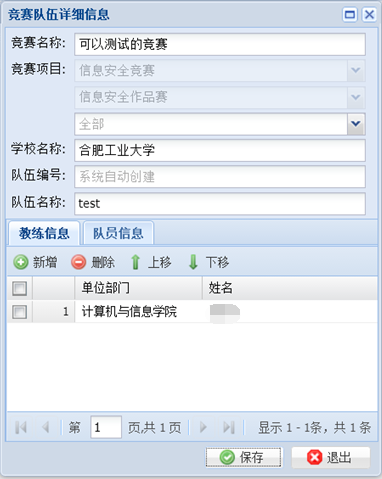 竞赛队伍详细信息
竞赛名称: 可以测试的竞赛
竞赛项目: 信息安全竞赛
信息安全作品赛
全部
学校名称: 合肥工业大学
队伍编号: 系统自动创建
队伍名称: test
教练信息 队员信息
新增 删除 上移 下移
单位部门 姓名
1 计算机与信息学院
第 1 页,共 1 页 显示 1 - 1条，共 1 条
保存 退出